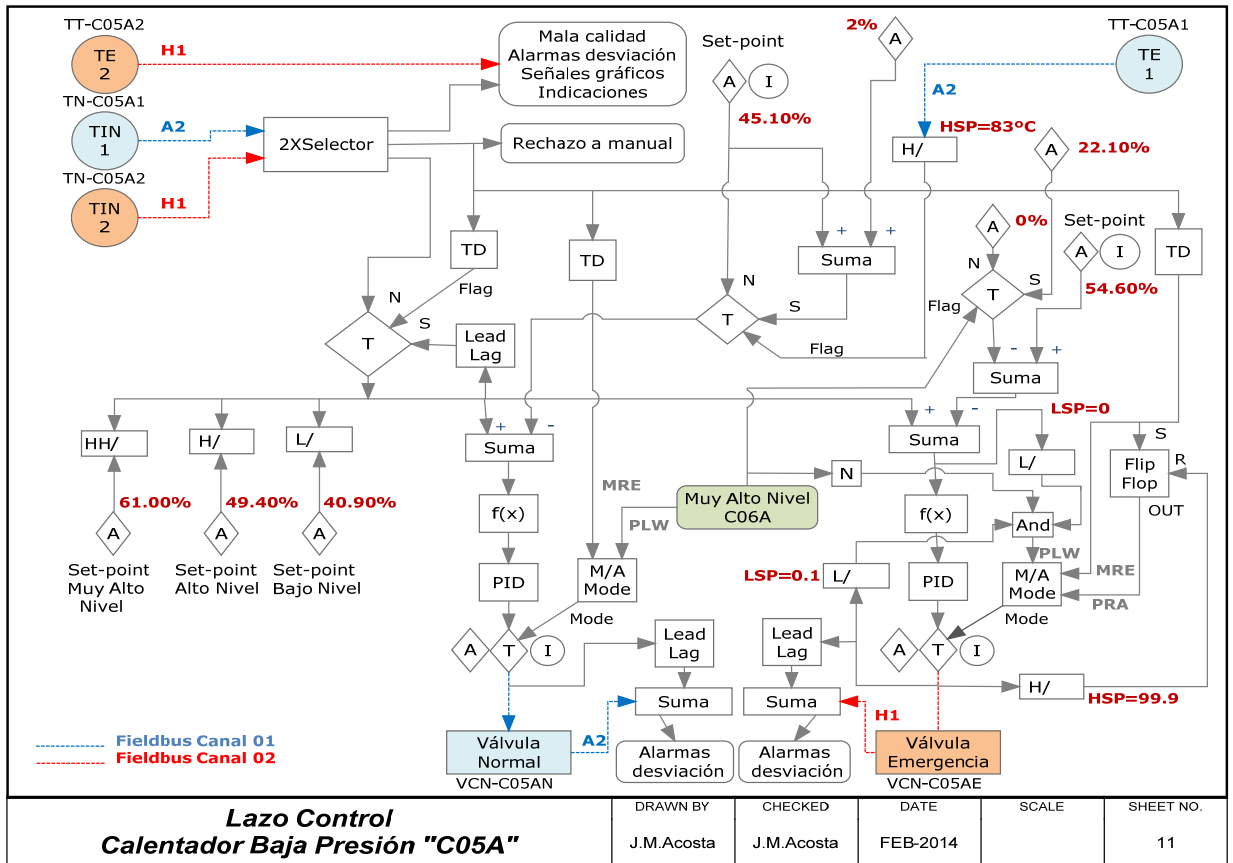 TT-C05A2
TE
2
H1
TN-C05A1
TIN
1
A2
TN-C05A2
TIN
2
H1
2XSelector
Mala calidad
Alarmas desviación
Señales gráficos
Indicaciones
Rechazo a manual
Set-point
A
I
45.10%
2%
A
TT-C05A1
TE
1
A2
HSP=83ºC
H/
A
22.10%
A
0%
Set-point
A
I
54.60%
TD
TD
TD
Flag
N
S
T
Lead
Lag
+
+
Suma
N
S
T
Flag
N
S
T
Flag
-
+
Suma
HH/
H/
L/
61.00%
49.40%
40.90%
A
A
A
Set-point
Muy Alto
Nivel
Set-point
Alto Nivel
Set-point
Bajo Nivel
+
-
Suma
f(x)
PID
MRE
PLW
M/A
Mode
Mode
A
T
I
Muy Alto Nivel
C06A
N
+
-
Suma
f(x)
PID
LSP=0
L/
And
PLW
M/A
Mode
MRE
PRA
Mode
S
R
Flip
Flop
OUT
LSP=0.1
L/
A
T
I
H/
HSP=99.9
Lead
Lag
Suma
Alarmas
desviación
Lead
Lag
Suma
Alarmas
desviación
A2
H1
Válvula
Normal
VCN-C05AN
Válvula
Emergencia
VCN-C05AE
Fieldbus Canal 01
Fieldbus Canal 02
Lazo Control
Calentador Baja Presión "C05A"
DRAWN BY
J.M.Acosta
CHECKED
J.M.Acosta
DATE
FEB-2014
SCALE
SHEET NO.
11